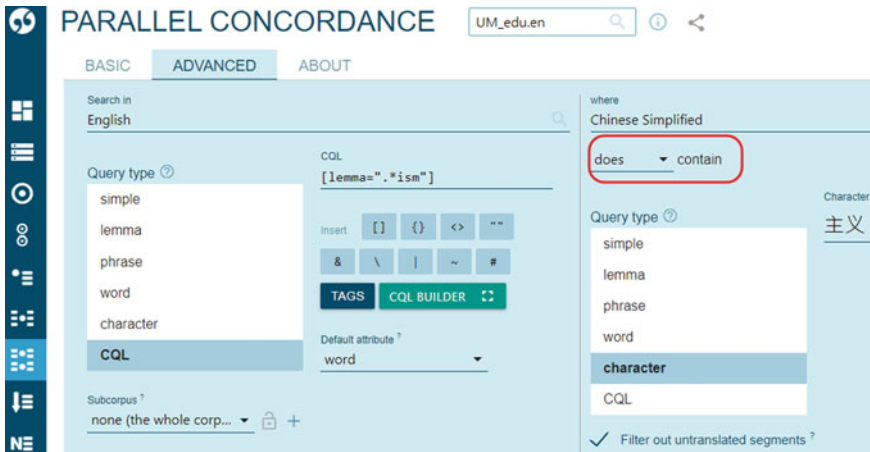 PARALLEL CONCORDANCE
UM_edu.en
BASIC ADVANCED ABOUT
Search in
English
Query type
simple
lemma
phrase
word
character
CQL
Subcorpus ?
none (the whole corp...
CQL
[lemma=".*ism"]
Insert [] {} <> ""
& \ | ~ #
TAGS CQL BUILDER
Default attribute ?
word
where
Chinese Simplified
does contain
Query type
simple
lemma
phrase
word
character
CQL
Filter out untranslated segments ?
Character
主义